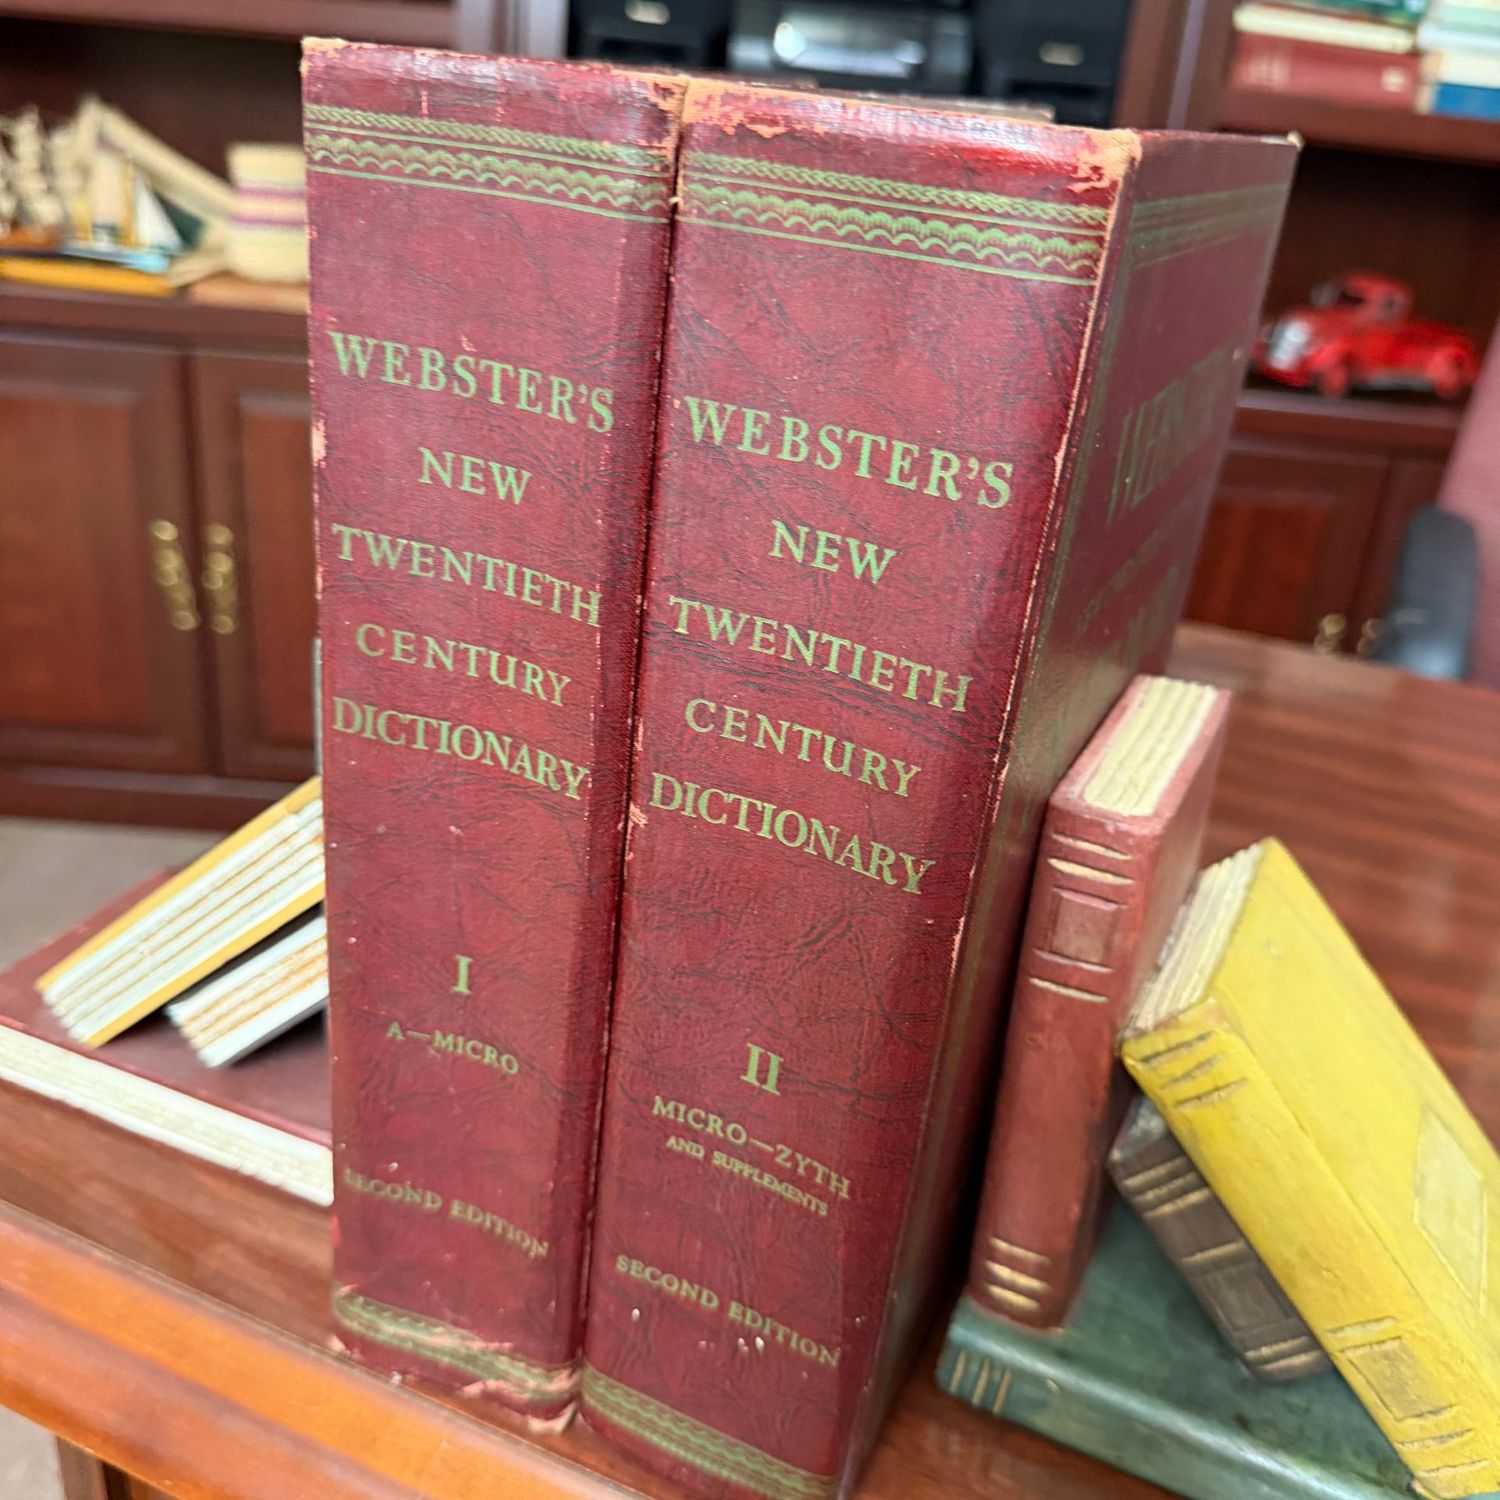 WEBSTER'S
NEW
TWENTIETH
CENTURY
DICTIONARY
I
A—MICRO
SECOND EDITION
WEBSTER'S
NEW
TWENTIETH
CENTURY
DICTIONARY
II
MICRO—ZYTH
AND SUPPLEMENTS
SECOND EDITION